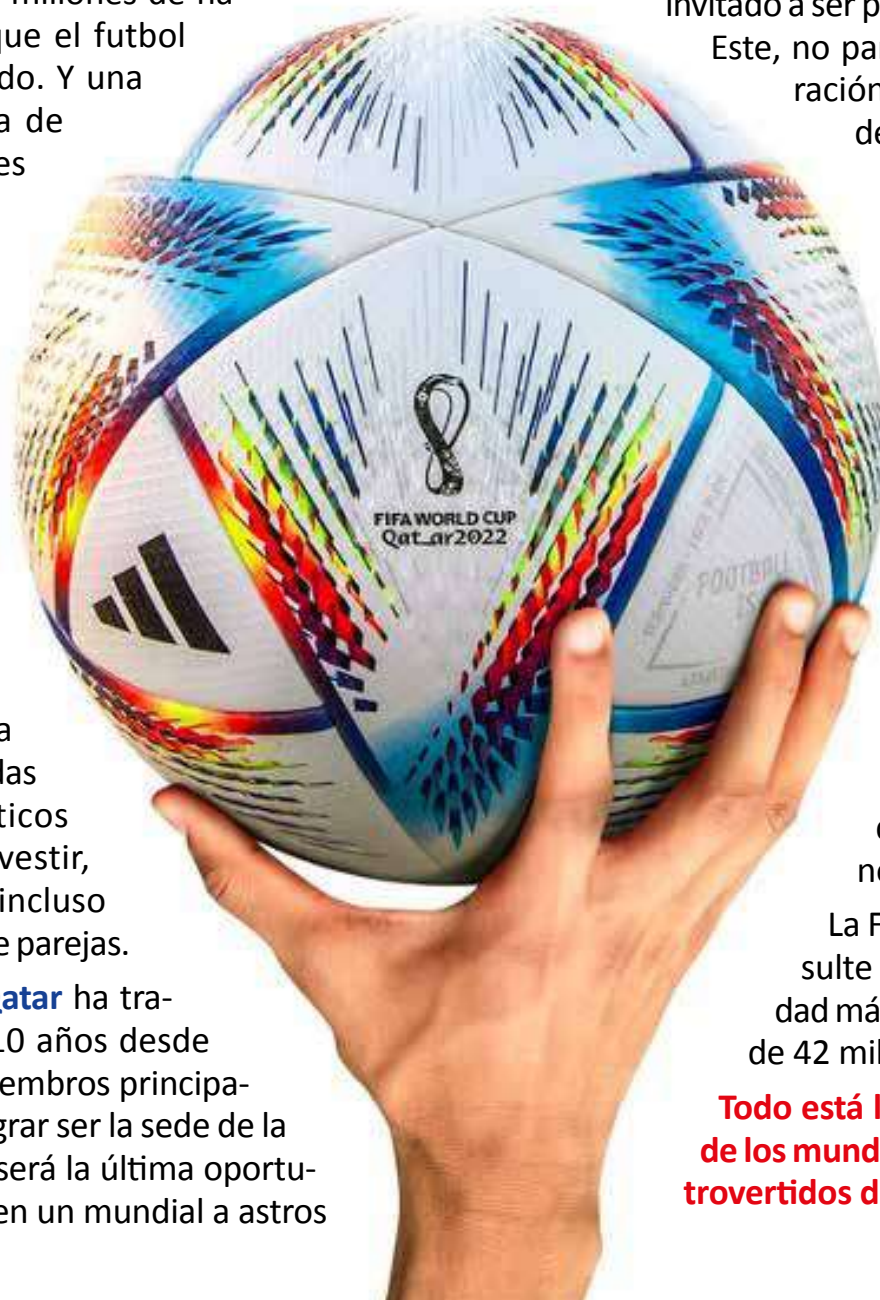 millones de ha
que el futbol
do. Y una
a de
es
a
das
ticos
vestir,
incluso
e parejas.
atar ha tra-
10 años desde
embros principa-
grar ser la sede de la
será la última oportu-
en un mundial a astros
FIFA WORLD CUP
Qat_ar2022
FOOTBALL
IS
invitado a ser p
Este, no pa
ración
de
ne
La F
sulte
dad má
de 42 mil
Todo está l
de los mund
trovertidos d